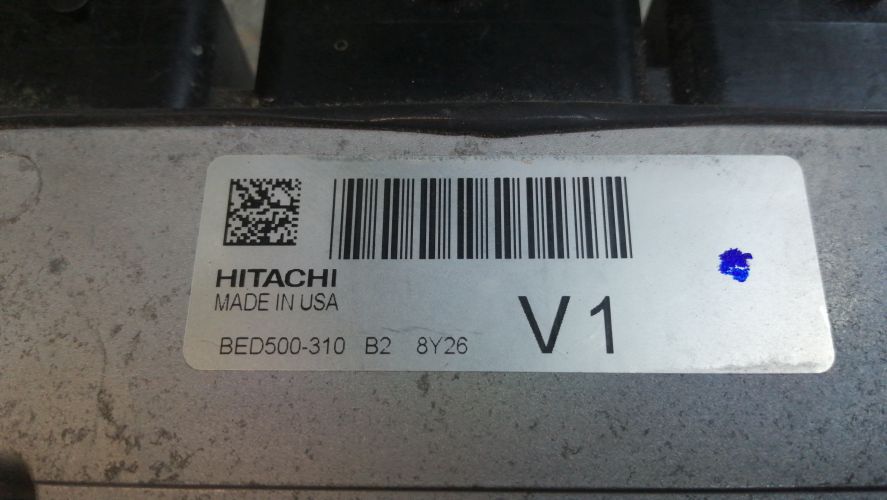 HITACHI
MADE IN USA
BED500-310 B2 8Y26
V1